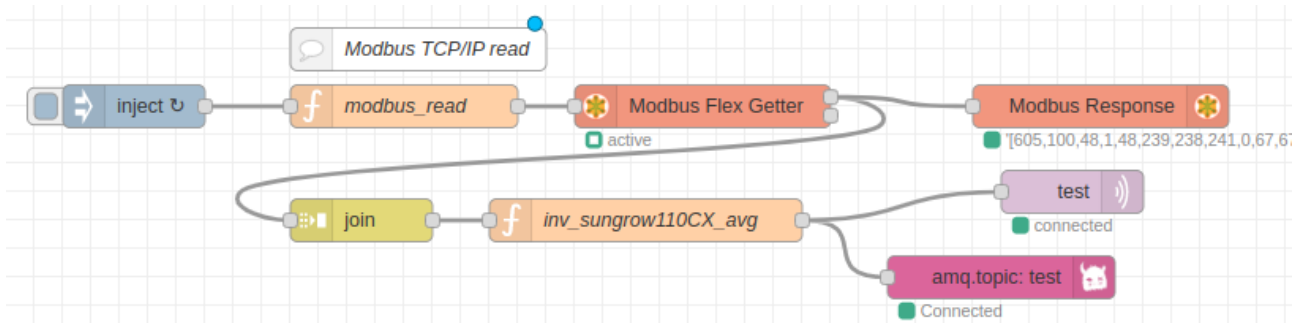 Modbus TCP/IP read
inject ↻
modbus_read
Modbus Flex Getter
Modbus Response
active
'[605,100,48,1,48,239,238,241,0,67,67
join
inv_sungrow110CX_avg
test
connected
amq.topic: test
Connected